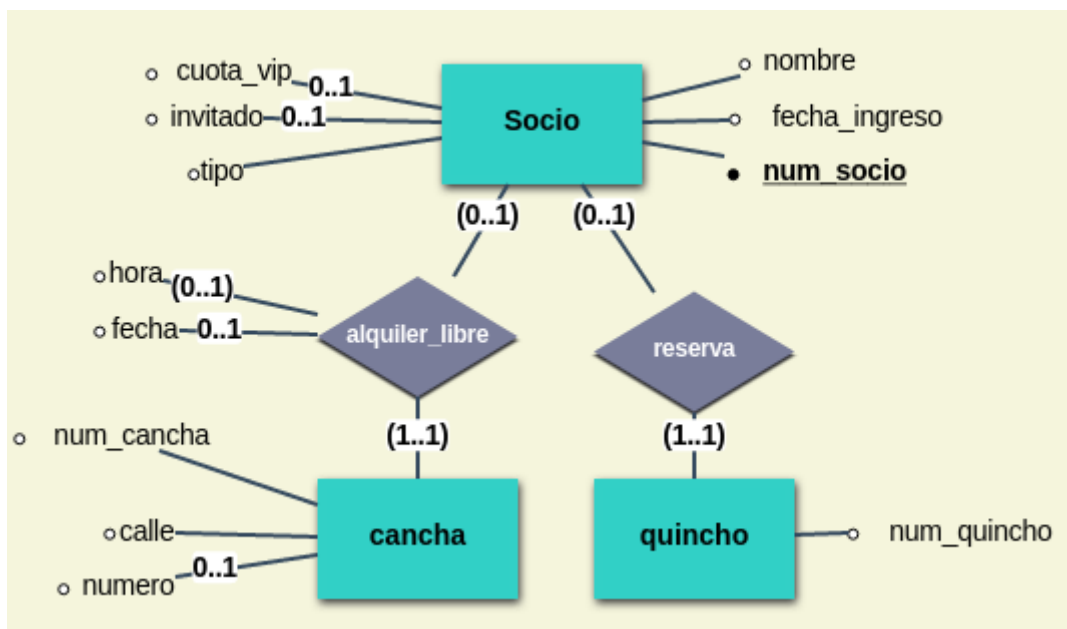 cuota_vip
0..1
invitado
0..1
tipo
Socio
nombre
fecha_ingreso
num_socio
(0..1)
(0..1)
hora
(0..1)
fecha
0..1
alquiler_libre
reserva
(1..1)
(1..1)
num_cancha
calle
numero
0..1
cancha
quincho
num_quincho